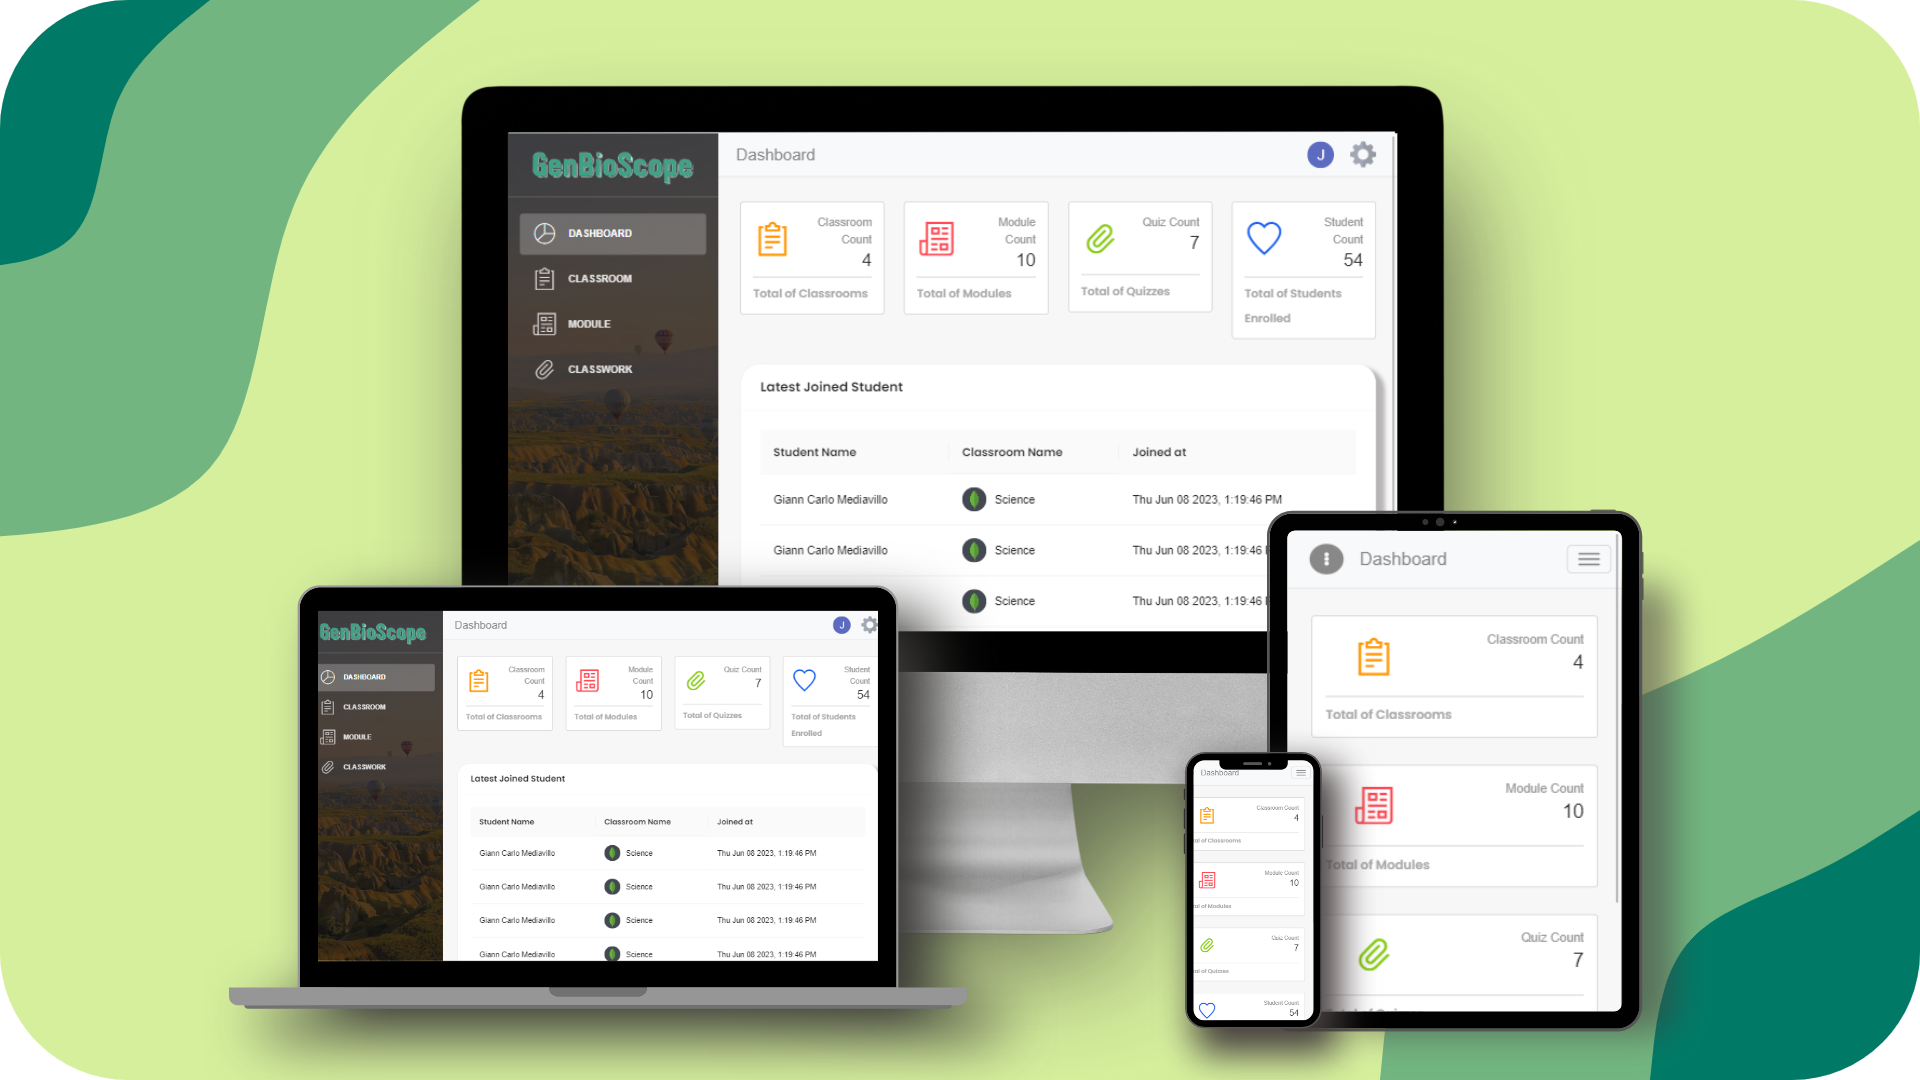 GenBioScope
DASHBOARD
CLASSROOM
MODULE
CLASSWORK
Dashboard
J
Classroom
Count
4
Total of Classrooms
Module
Count
10
Total of Modules
Quiz Count
7
Total of Quizzes
Student
Count
54
Total of Students
Enrolled
Latest Joined Student
Student Name Classroom Name Joined at
Giann Carlo Mediavillo Science Thu Jun 08 2023, 1:19:46 PM
Giann Carlo Mediavillo Science Thu Jun 08 2023, 1:19:46
Science Thu Jun 08 2023, 1:19:46
GenBioScope
DASHBOARD
CLASSROOM
MODULE
CLASSWORK
Dashboard
J
Classroom
Count
4
Total of Classrooms
Module
Count
10
Total of Modules
Quiz Count
7
Total of Quizzes
Student
Count
54
Total of Students
Enrolled
Latest Joined Student
Student Name Classroom Name Joined at
Giann Carlo Mediavillo Science Thu Jun 08 2023, 1:19:46 PM
Giann Carlo Mediavillo Science Thu Jun 08 2023, 1:19:46 PM
Giann Carlo Mediavillo Science Thu Jun 08 2023, 1:19:46 PM
Giann Carlo Mediavillo Science Thu Jun 08 2023, 1:19:46 PM
Dashboard
Classroom Count
4
of Classrooms
Module Count
10
of Modules
Quiz Count
7
of Quizzes
Student Count
54
Dashboard
Classroom Count
4
Total of Classrooms
Module Count
10
Total of Modules
Quiz Count
7